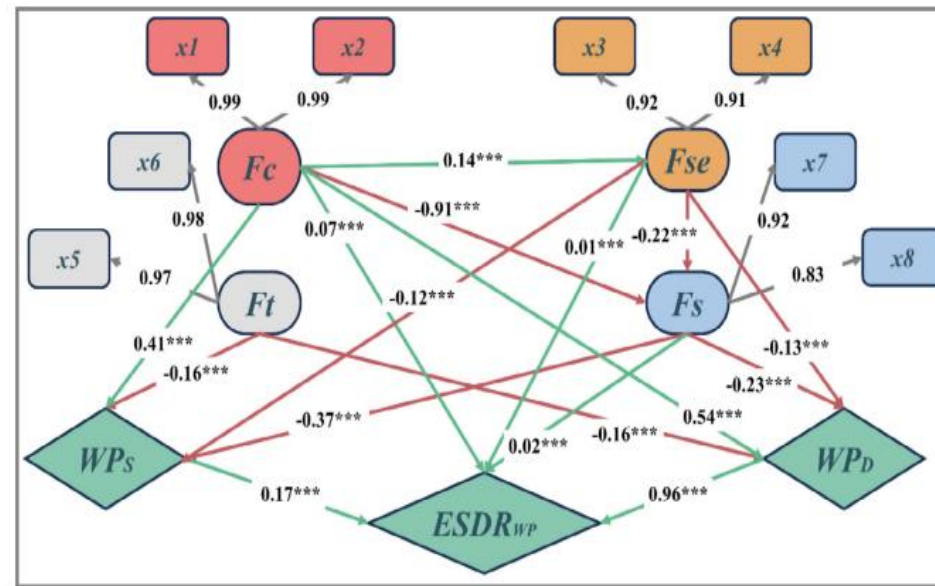 x1
x2
x3
x4
0.99
0.99
0.92
0.91
x6
Fc
0.14***
Fse
x7
0.98
-0.91***
0.07***
0.01***
-0.22***
0.92
x5
0.97
Ft
-0.12***
Fs
0.83
x8
0.41***
-0.16***
-0.13***
-0.23***
-0.37***
0.54***
0.02***
-0.16***
WPS
WPD
0.17***
0.96***
ESDRWP